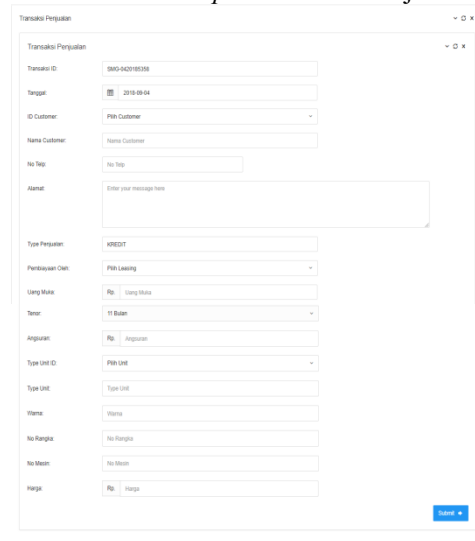 Transaksi Penjualan
Transaksi Penjualan
Transaksi ID: SMG-0420185358
Tanggal: 2018-09-04
ID Customer: Pilih Customer
Nama Customer: Nama Customer
No Telp: No Telp
Alamat: Enter your message here
Type Penjualan: KREDIT
Pembiayaan Oleh: Pilih Leasing
Uang Muka: Rp. Uang Muka
Tenor: 11 Bulan
Angsuran: Rp. Angsuran
Type Unit ID: Pilih Unit
Type Unit: Type Unit
Warna: Warna
No Rangka: No Rangka
No Mesin: No Mesin
Harga: Rp. Harga
Submit